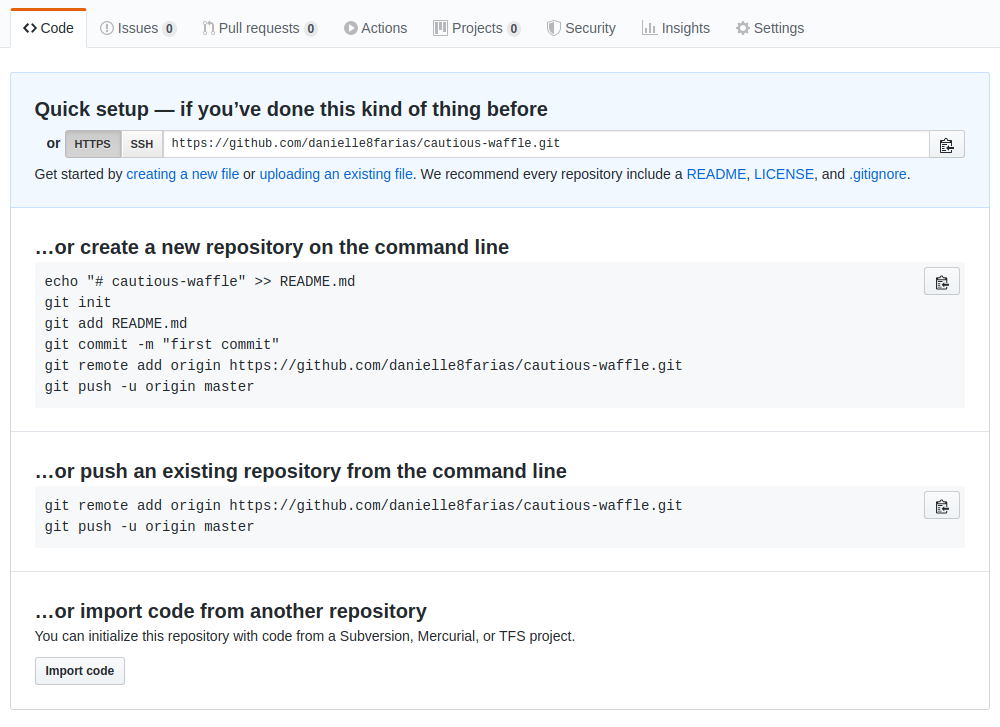 Code Issues 0 Pull requests 0 Actions Projects 0 Security Insights Settings
Quick setup — if you’ve done this kind of thing before
or HTTPS SSH https://github.com/danielle8farias/cautious-waffle.git
Get started by creating a new file or uploading an existing file. We recommend every repository include a README, LICENSE, and .gitignore.
…or create a new repository on the command line
echo "# cautious-waffle" >> README.md
git init
git add README.md
git commit -m "first commit"
git remote add origin https://github.com/danielle8farias/cautious-waffle.git
git push -u origin master
…or push an existing repository from the command line
git remote add origin https://github.com/danielle8farias/cautious-waffle.git
git push -u origin master
…or import code from another repository
You can initialize this repository with code from a Subversion, Mercurial, or TFS project.
Import code